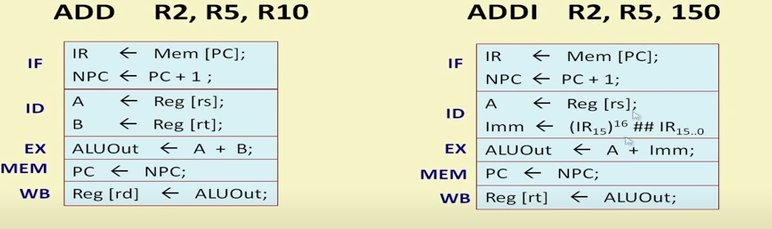 ADD R2, R5, R10
IF
IR ← Mem [PC];
NPC ← PC + 1 ;
ID
A ← Reg [rs];
B ← Reg [rt];
EX
ALUOut ← A + B;
MEM
PC ← NPC;
WB
Reg [rd] ← ALUOut;
ADDI R2, R5, 150
IF
IR ← Mem [PC];
NPC ← PC + 1;
ID
A ← Reg [rs];
Imm ← (IR₁₅)¹⁶ ## IR₁₅..₀
EX
ALUOut ← A + Imm;
MEM
PC ← NPC;
WB
Reg [rt] ← ALUOut;